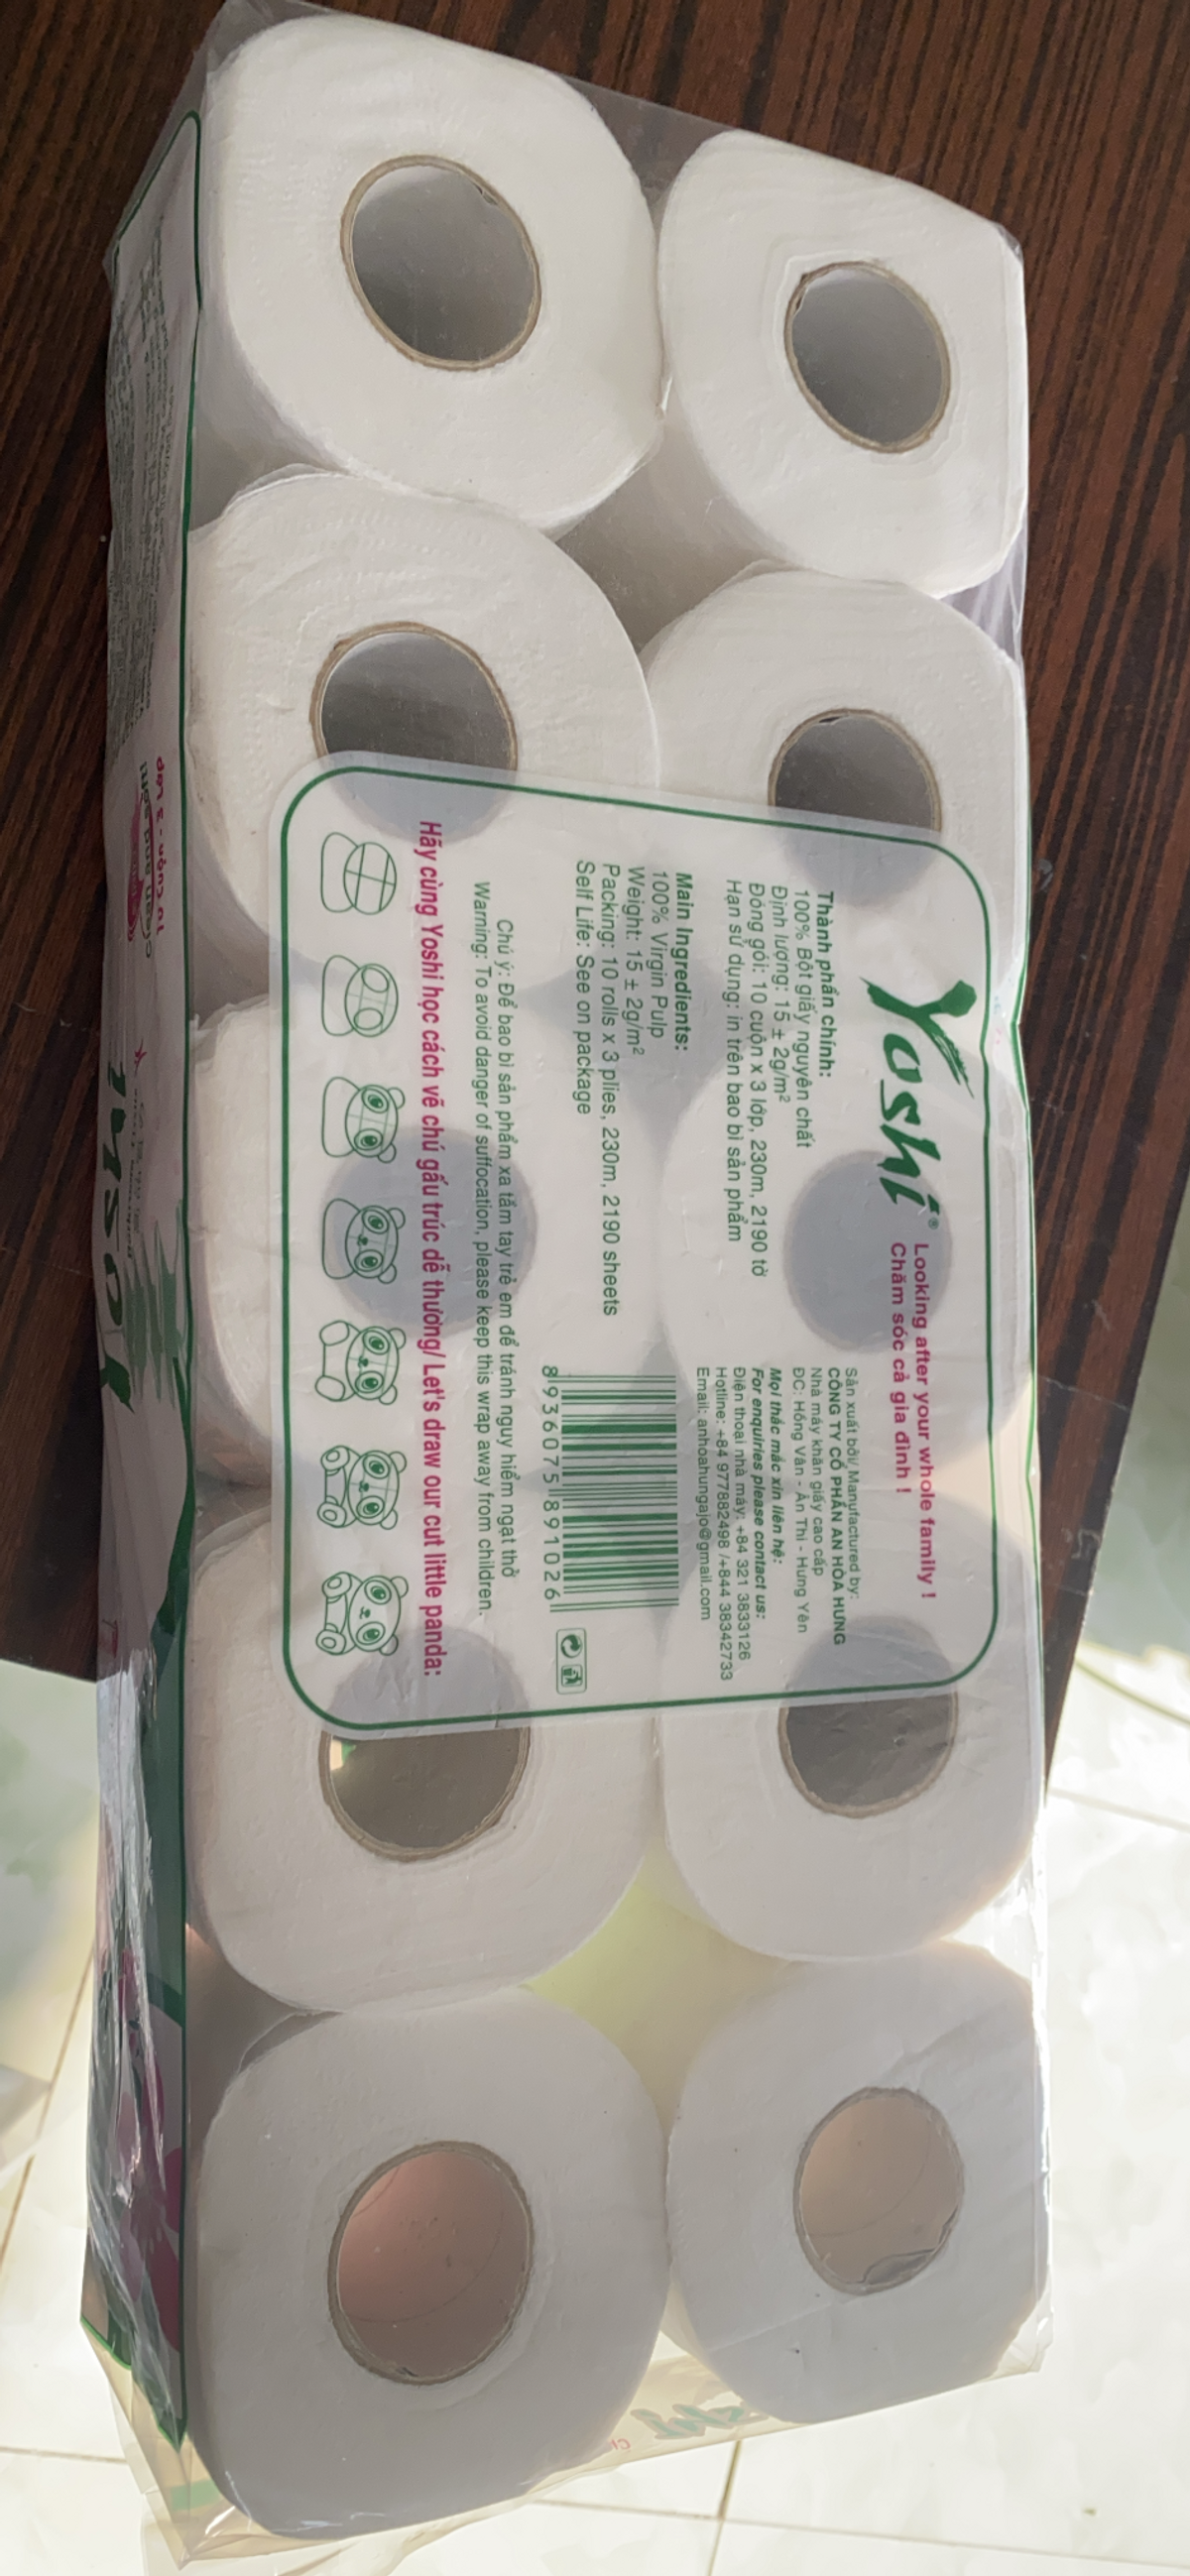 Yoshi®
Looking after your whole family !
Chăm sóc cả gia đình !
Thành phần chính:
100% Bột giấy nguyên chất
Định lượng: 15 ± 2g/m²
Đóng gói: 10 cuộn x 3 lớp, 230m, 2190 tờ
Hạn sử dụng: in trên bao bì sản phẩm
Main Ingredients:
100% Virgin Pulp
Weight: 15 ± 2g/m²
Packing: 10 rolls x 3 plies, 230m, 2190 sheets
Self Life: See on package
Sản xuất bởi/ Manufactured by:
CÔNG TY CỔ PHẦN AN HÒA HƯNG
Nhà máy khăn giấy cao cấp
ĐC: Hồng Vân - Ân Thi - Hưng Yên
Mọi thắc mắc xin liên hệ:
For enquiries please contact us:
Điện thoại nhà máy: +84 321 3833126
Hotline: +84 977882498 /+844 38342733
Email: anhoahungajo@gmail.com
8 936075 891026
Chú ý: Để bao bì sản phẩm xa tầm tay trẻ em để tránh nguy hiểm ngạt thở
Warning: To avoid danger of suffocation, please keep this wrap away from children.
Hãy cùng Yoshi học cách vẽ chú gấu trúc dễ thương/ Let's draw our cut little panda: